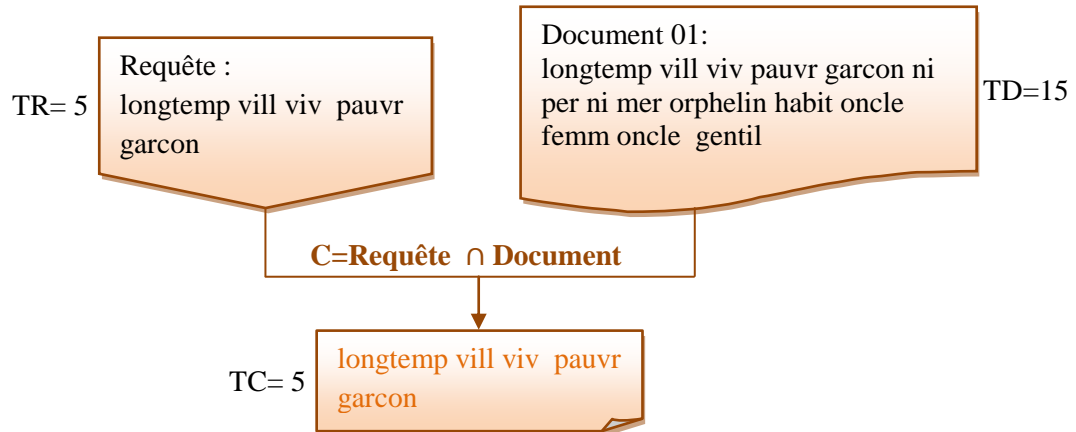 Requête :
longtemp vill viv pauvr
garcon
TR= 5
Document 01:
longtemp vill viv pauvr garcon ni
per ni mer orphelin habit oncle
femm oncle gentil
TD=15
C=Requête ∩ Document
longtemp vill viv pauvr
garcon
TC= 5